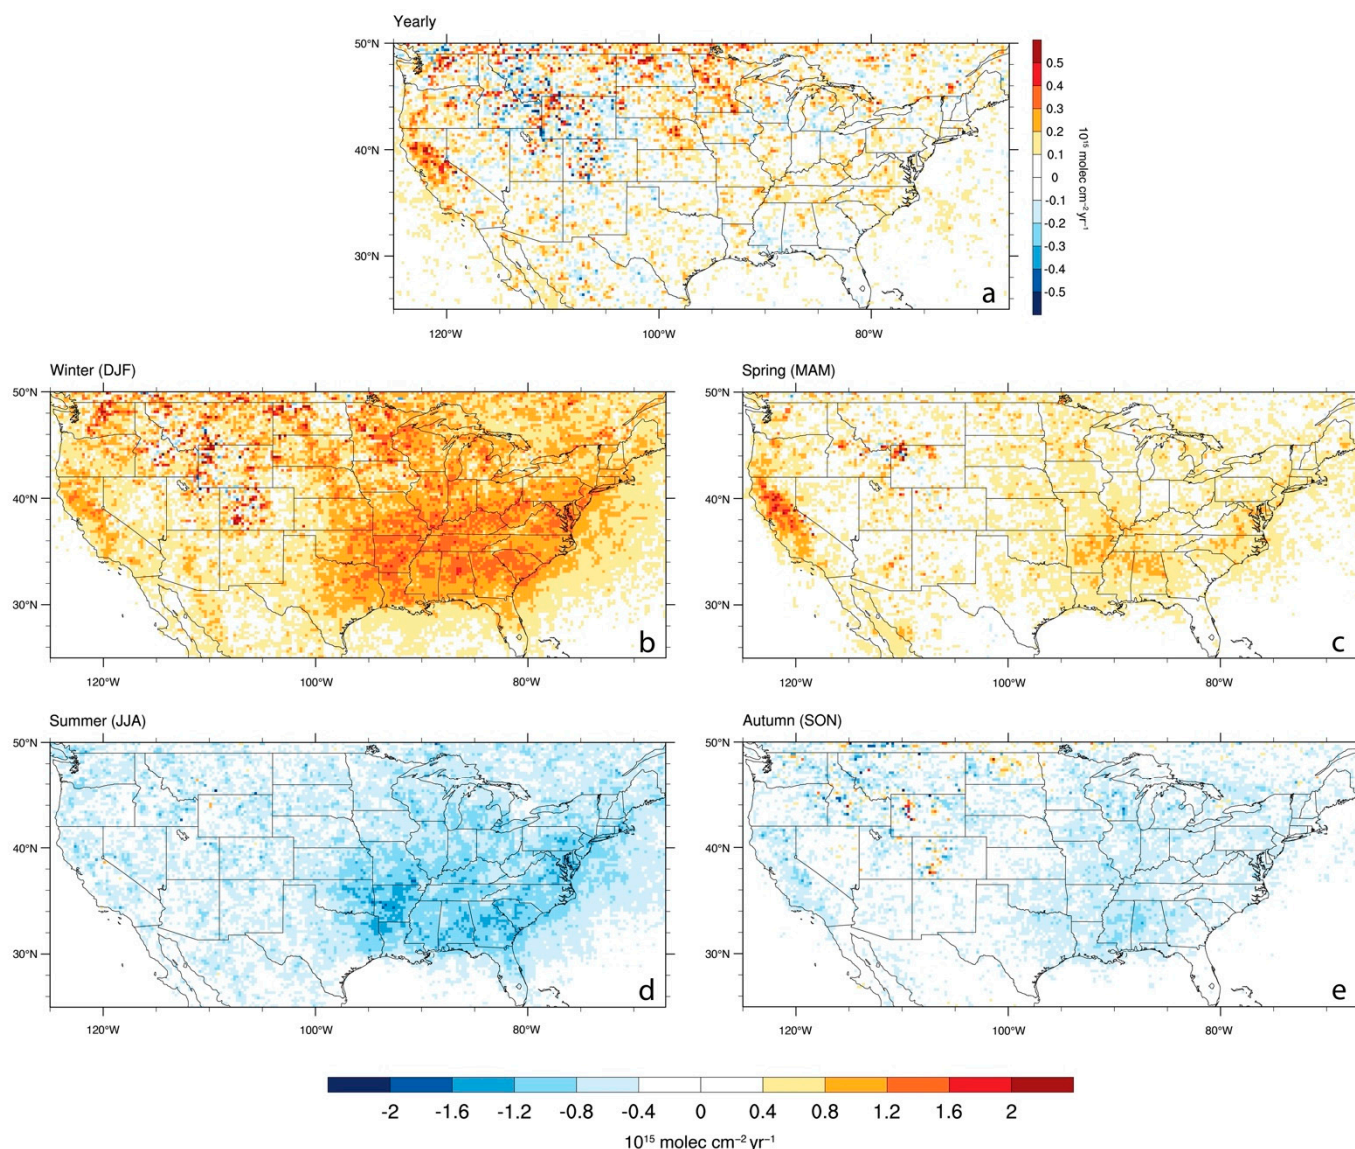 Yearly
50°N
40°N
30°N
120°W 100°W 80°W
a
0.5
0.4
0.3
0.2
0.1
0
-0.1
-0.2
-0.3
-0.4
-0.5
10¹⁵ molec cm⁻² yr⁻¹
Winter (DJF)
50°N
40°N
30°N
120°W 100°W 80°W
b
Spring (MAM)
50°N
40°N
30°N
120°W 100°W 80°W
c
Summer (JJA)
50°N
40°N
30°N
120°W 100°W 80°W
d
Autumn (SON)
50°N
40°N
30°N
120°W 100°W 80°W
e
-2 -1.6 -1.2 -0.8 -0.4 0 0.4 0.8 1.2 1.6 2
10¹⁵ molec cm⁻² yr⁻¹